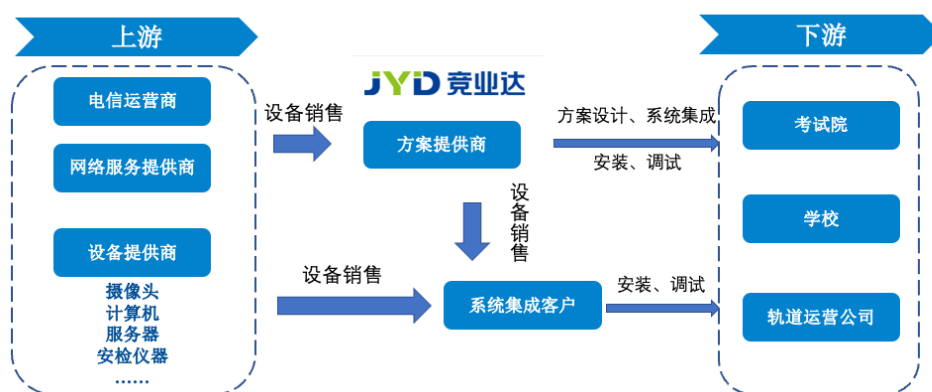 上游
电信运营商
网络服务提供商
设备提供商
摄像头
计算机
服务器
安检仪器
......
设备销售
JYD 竞业达
方案提供商
设备销售
设备销售
系统集成客户
方案设计、系统集成
安装、调试
安装、调试
下游
考试院
学校
轨道运营公司